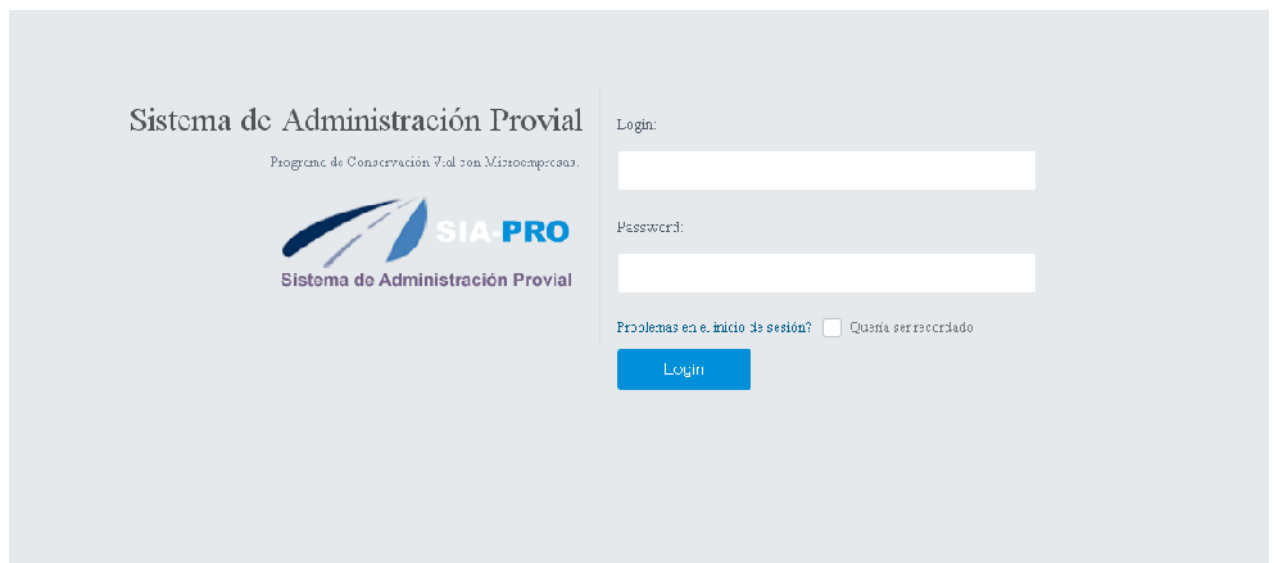 Sistema de Administración Provial
Programa de Conservación Vial con Microempresas.
SIA-PRO
Sistema de Administración Provial
Login:
Password:
Problemas en el inicio de sesión? Quería ser recordado
Login